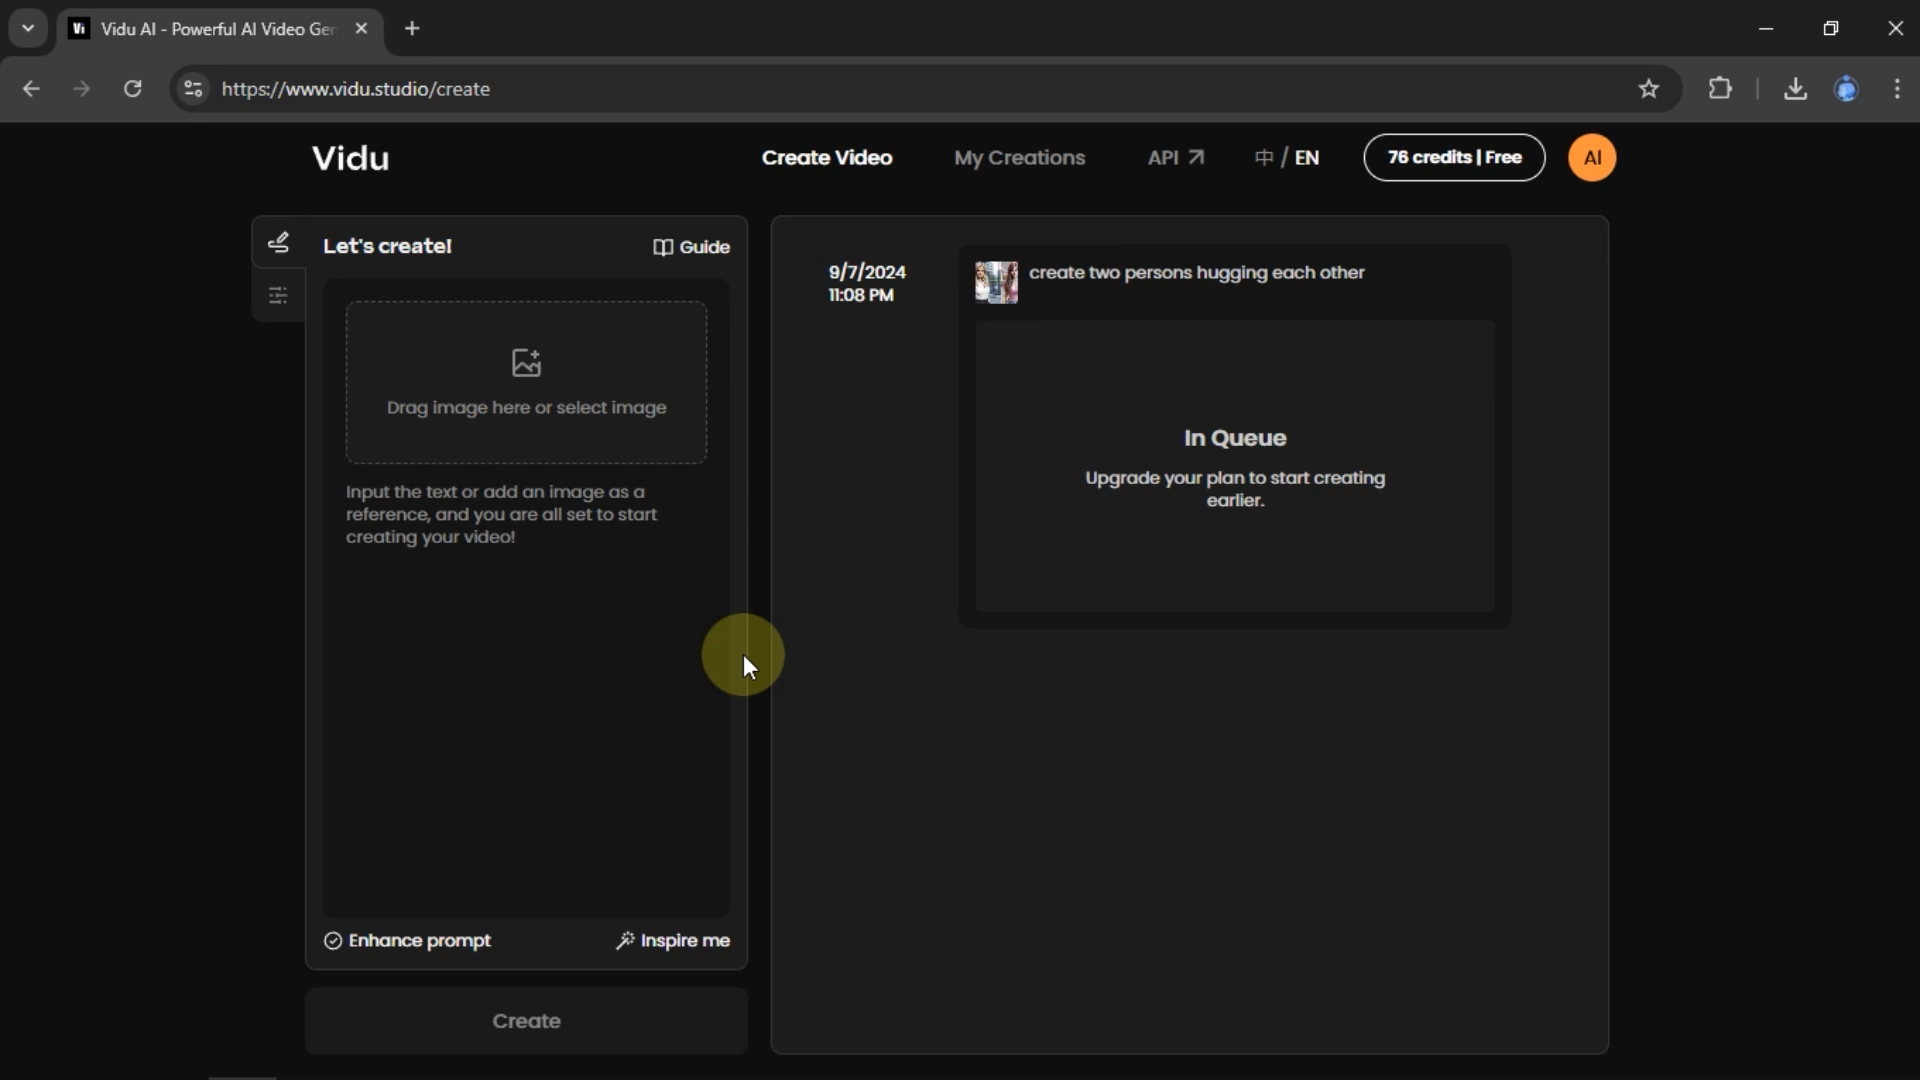 Vi Vidu AI - Powerful AI Video Ger
https://www.vidu.studio/create
Vidu
Create Video
My Creations
API
中 / EN
76 credits | Free
AI
Let's create!
Guide
Drag image here or select image
Input the text or add an image as a
reference, and you are all set to start
creating your video!
Enhance prompt
Inspire me
Create
9/7/2024
11:08 PM
create two persons hugging each other
In Queue
Upgrade your plan to start creating
earlier.